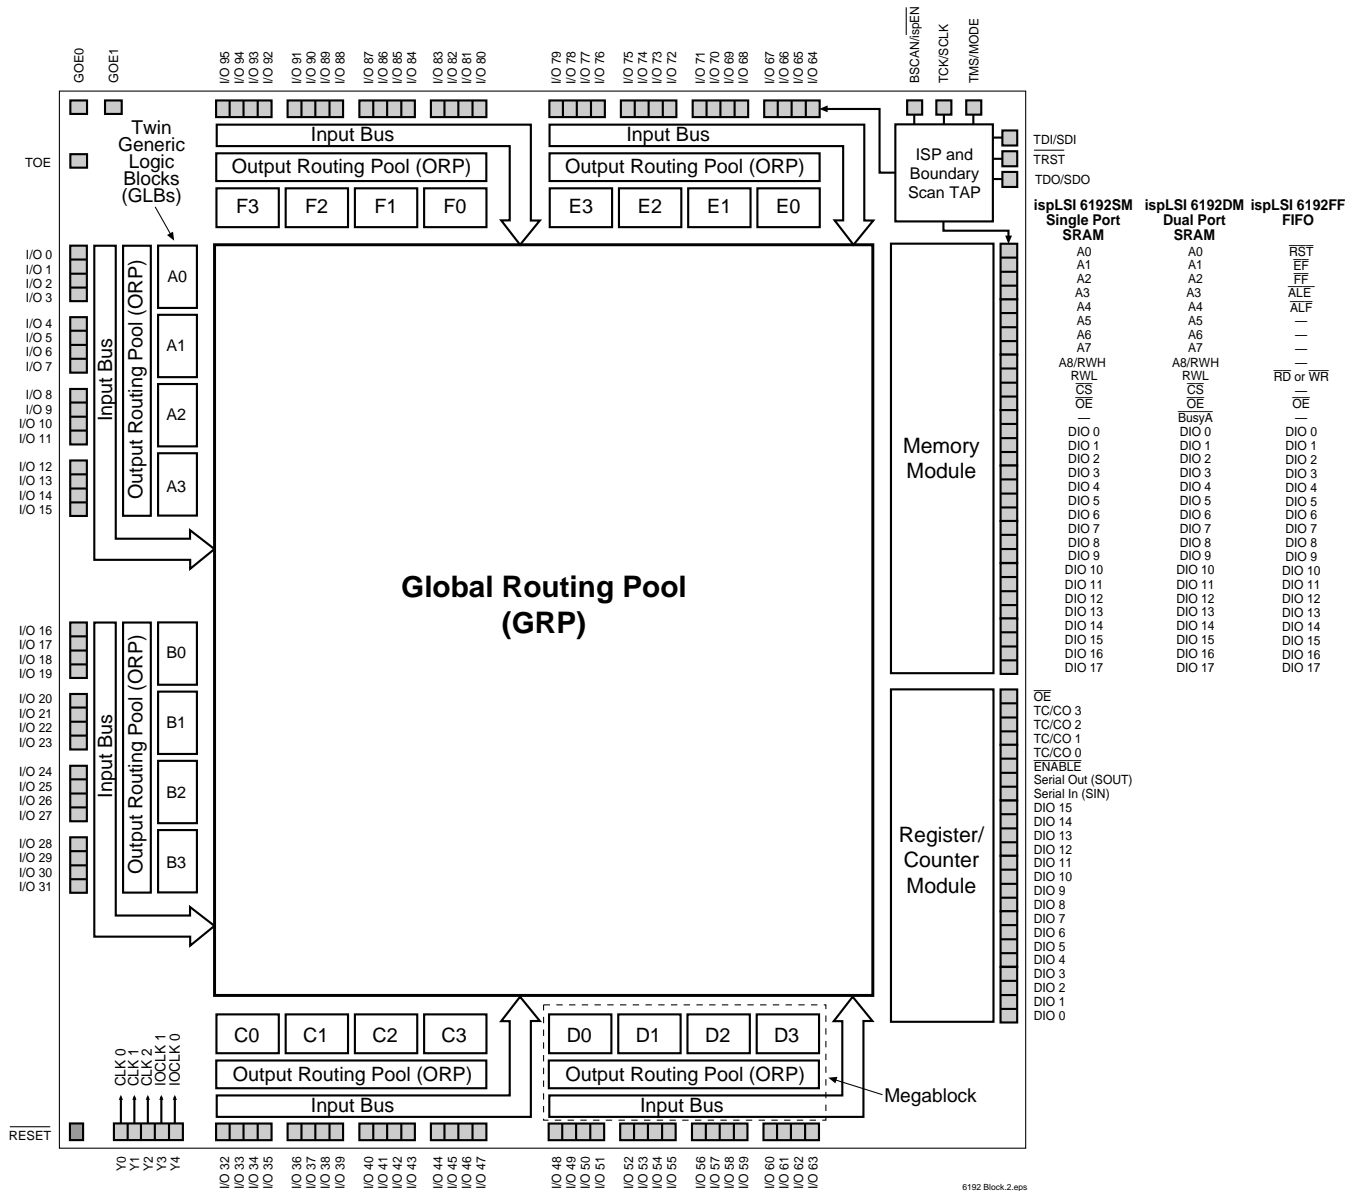 GOE0
GOE1
I/O 95
I/O 94
I/O 93
I/O 92
I/O 91
I/O 90
I/O 89
I/O 88
I/O 87
I/O 86
I/O 85
I/O 84
I/O 83
I/O 82
I/O 81
I/O 80
I/O 79
I/O 78
I/O 77
I/O 76
I/O 75
I/O 74
I/O 73
I/O 72
I/O 71
I/O 70
I/O 69
I/O 68
I/O 67
I/O 66
I/O 65
I/O 64
BSCAN/ispEN
TCK/SCLK
TMS/MODE
TOE
Twin
Generic
Logic
Blocks
(GLBs)
Input Bus
Output Routing Pool (ORP)
F3
F2
F1
F0
Input Bus
Output Routing Pool (ORP)
E3
E2
E1
E0
ISP and
Boundary
Scan TAP
TDI/SDI
TRST
TDO/SDO
I/O 0
I/O 1
I/O 2
I/O 3
I/O 4
I/O 5
I/O 6
I/O 7
I/O 8
I/O 9
I/O 10
I/O 11
I/O 12
I/O 13
I/O 14
I/O 15
Input Bus
Output Routing Pool (ORP)
A0
A1
A2
A3
I/O 16
I/O 17
I/O 18
I/O 19
I/O 20
I/O 21
I/O 22
I/O 23
I/O 24
I/O 25
I/O 26
I/O 27
I/O 28
I/O 29
I/O 30
I/O 31
Input Bus
Output Routing Pool (ORP)
B0
B1
B2
B3
Global Routing Pool
(GRP)
Memory
Module
Register/
Counter
Module
ispLSI 6192SM ispLSI 6192DM ispLSI 6192FF
Single Port Dual Port FIFO
SRAM SRAM
A0 A0 RST
A1 A1 EF
A2 A2 FF
A3 A3 ALE
A4 A4 ALF
A5 A5 —
A6 A6 —
A7 A7 —
A8/RWH A8/RWH —
RWL RWL RD or WR
CS CS —
OE OE OE
— BusyA —
DIO 0 DIO 0 DIO 0
DIO 1 DIO 1 DIO 1
DIO 2 DIO 2 DIO 2
DIO 3 DIO 3 DIO 3
DIO 4 DIO 4 DIO 4
DIO 5 DIO 5 DIO 5
DIO 6 DIO 6 DIO 6
DIO 7 DIO 7 DIO 7
DIO 8 DIO 8 DIO 8
DIO 9 DIO 9 DIO 9
DIO 10 DIO 10 DIO 10
DIO 11 DIO 11 DIO 11
DIO 12 DIO 12 DIO 12
DIO 13 DIO 13 DIO 13
DIO 14 DIO 14 DIO 14
DIO 15 DIO 15 DIO 15
DIO 16 DIO 16 DIO 16
DIO 17 DIO 17 DIO 17
OE
TC/CO 3
TC/CO 2
TC/CO 1
TC/CO 0
ENABLE
Serial Out (SOUT)
Serial In (SIN)
DIO 15
DIO 14
DIO 13
DIO 12
DIO 11
DIO 10
DIO 9
DIO 8
DIO 7
DIO 6
DIO 5
DIO 4
DIO 3
DIO 2
DIO 1
DIO 0
CLK 0
CLK 1
CLK 2
IOCLK 1
IOCLK 0
C0
C1
C2
C3
Output Routing Pool (ORP)
Input Bus
D0
D1
D2
D3
Output Routing Pool (ORP)
Input Bus
Megablock
RESET
Y0
Y1
Y2
Y3
Y4
I/O 32
I/O 33
I/O 34
I/O 35
I/O 36
I/O 37
I/O 38
I/O 39
I/O 40
I/O 41
I/O 42
I/O 43
I/O 44
I/O 45
I/O 46
I/O 47
I/O 48
I/O 49
I/O 50
I/O 51
I/O 52
I/O 53
I/O 54
I/O 55
I/O 56
I/O 57
I/O 58
I/O 59
I/O 60
I/O 61
I/O 62
I/O 63
6192 Block.2.eps